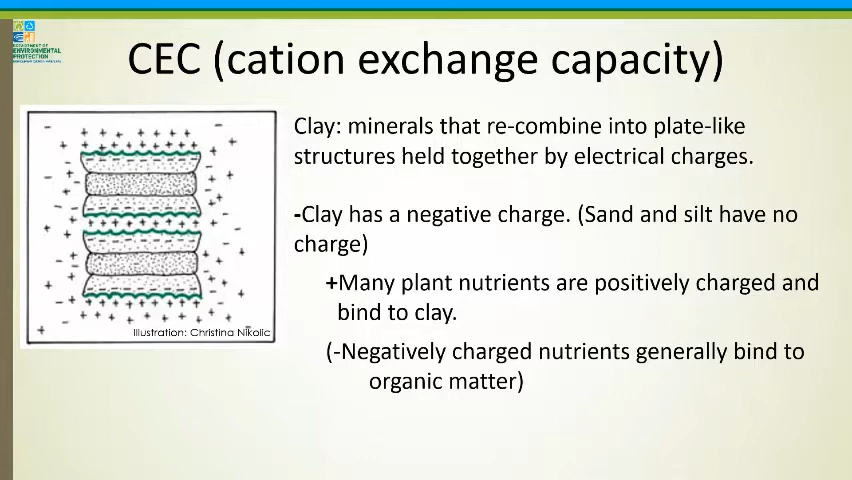 DEPARTMENT OF
ENVIRONMENTAL
PROTECTION
CEC (cation exchange capacity)
Clay: minerals that re-combine into plate-like
structures held together by electrical charges.
-Clay has a negative charge. (Sand and silt have no
charge)
+Many plant nutrients are positively charged and
bind to clay.
(-Negatively charged nutrients generally bind to
organic matter)
Illustration: Christina Nikolic